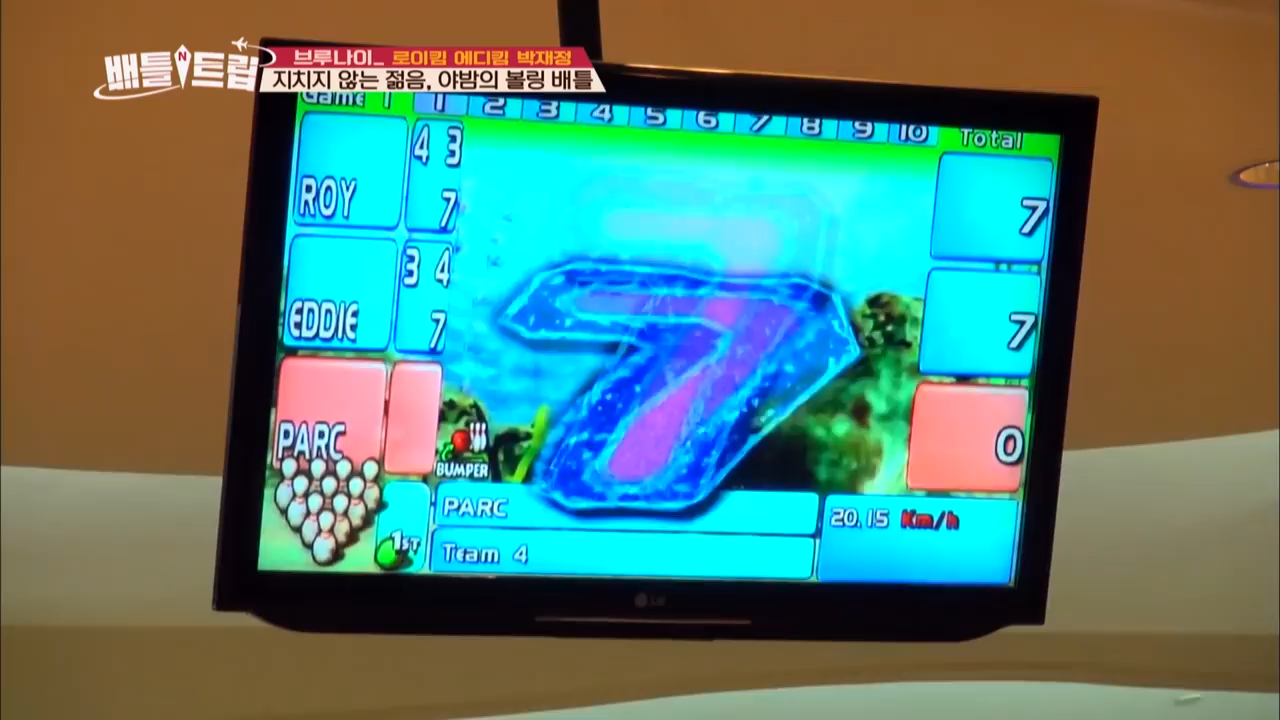 배틀트립
브루나이_ 로이킴 에디킴 박재정
지치지 않는 젊음, 야밤의 볼링 배틀
Game 1 1 2 3 4 5 6 7 8 9 10 Total
4 3
ROY 7 7
3 4
EDDIE 7 7
7
PARC 0
BUMPER
1ST
PARC
20.15 Km/h
Team 4
LG